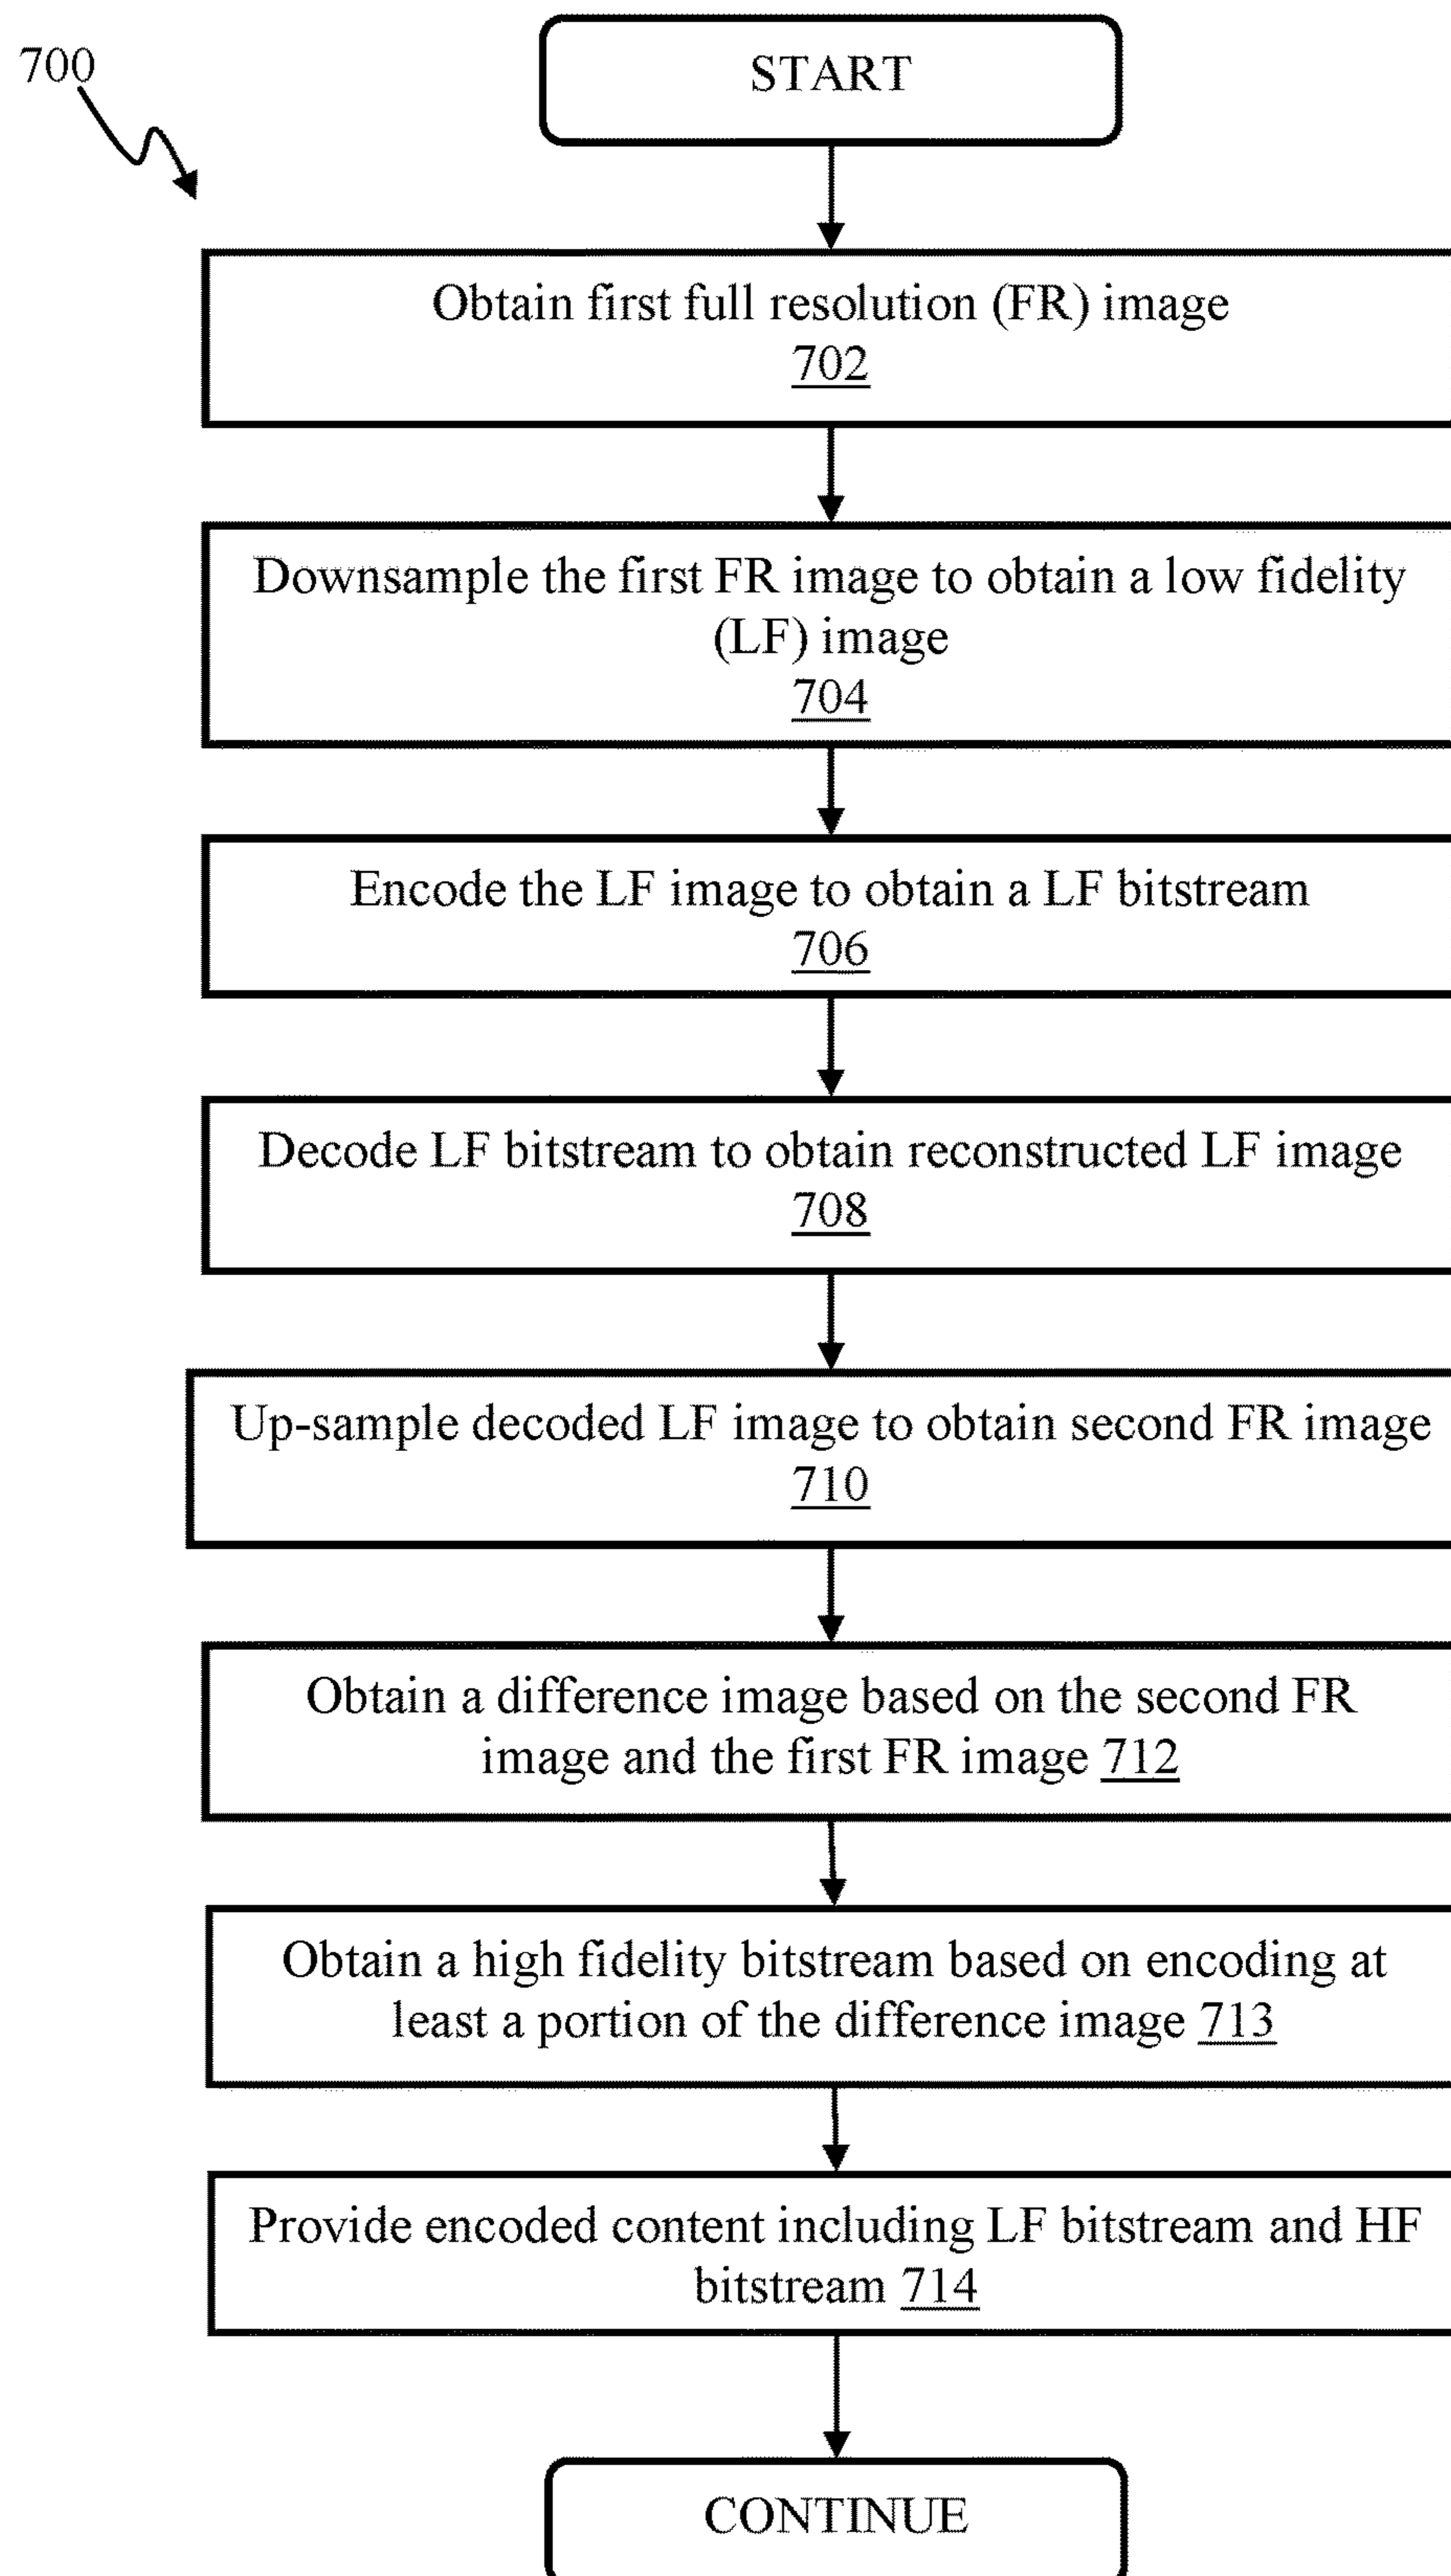 700
START
Obtain first full resolution (FR) image
702
Downsample the first FR image to obtain a low fidelity
(LF) image
704
Encode the LF image to obtain a LF bitstream
706
Decode LF bitstream to obtain reconstructed LF image
708
Up-sample decoded LF image to obtain second FR image
710
Obtain a difference image based on the second FR
image and the first FR image 712
Obtain a high fidelity bitstream based on encoding at
least a portion of the difference image 713
Provide encoded content including LF bitstream and HF
bitstream 714
CONTINUE